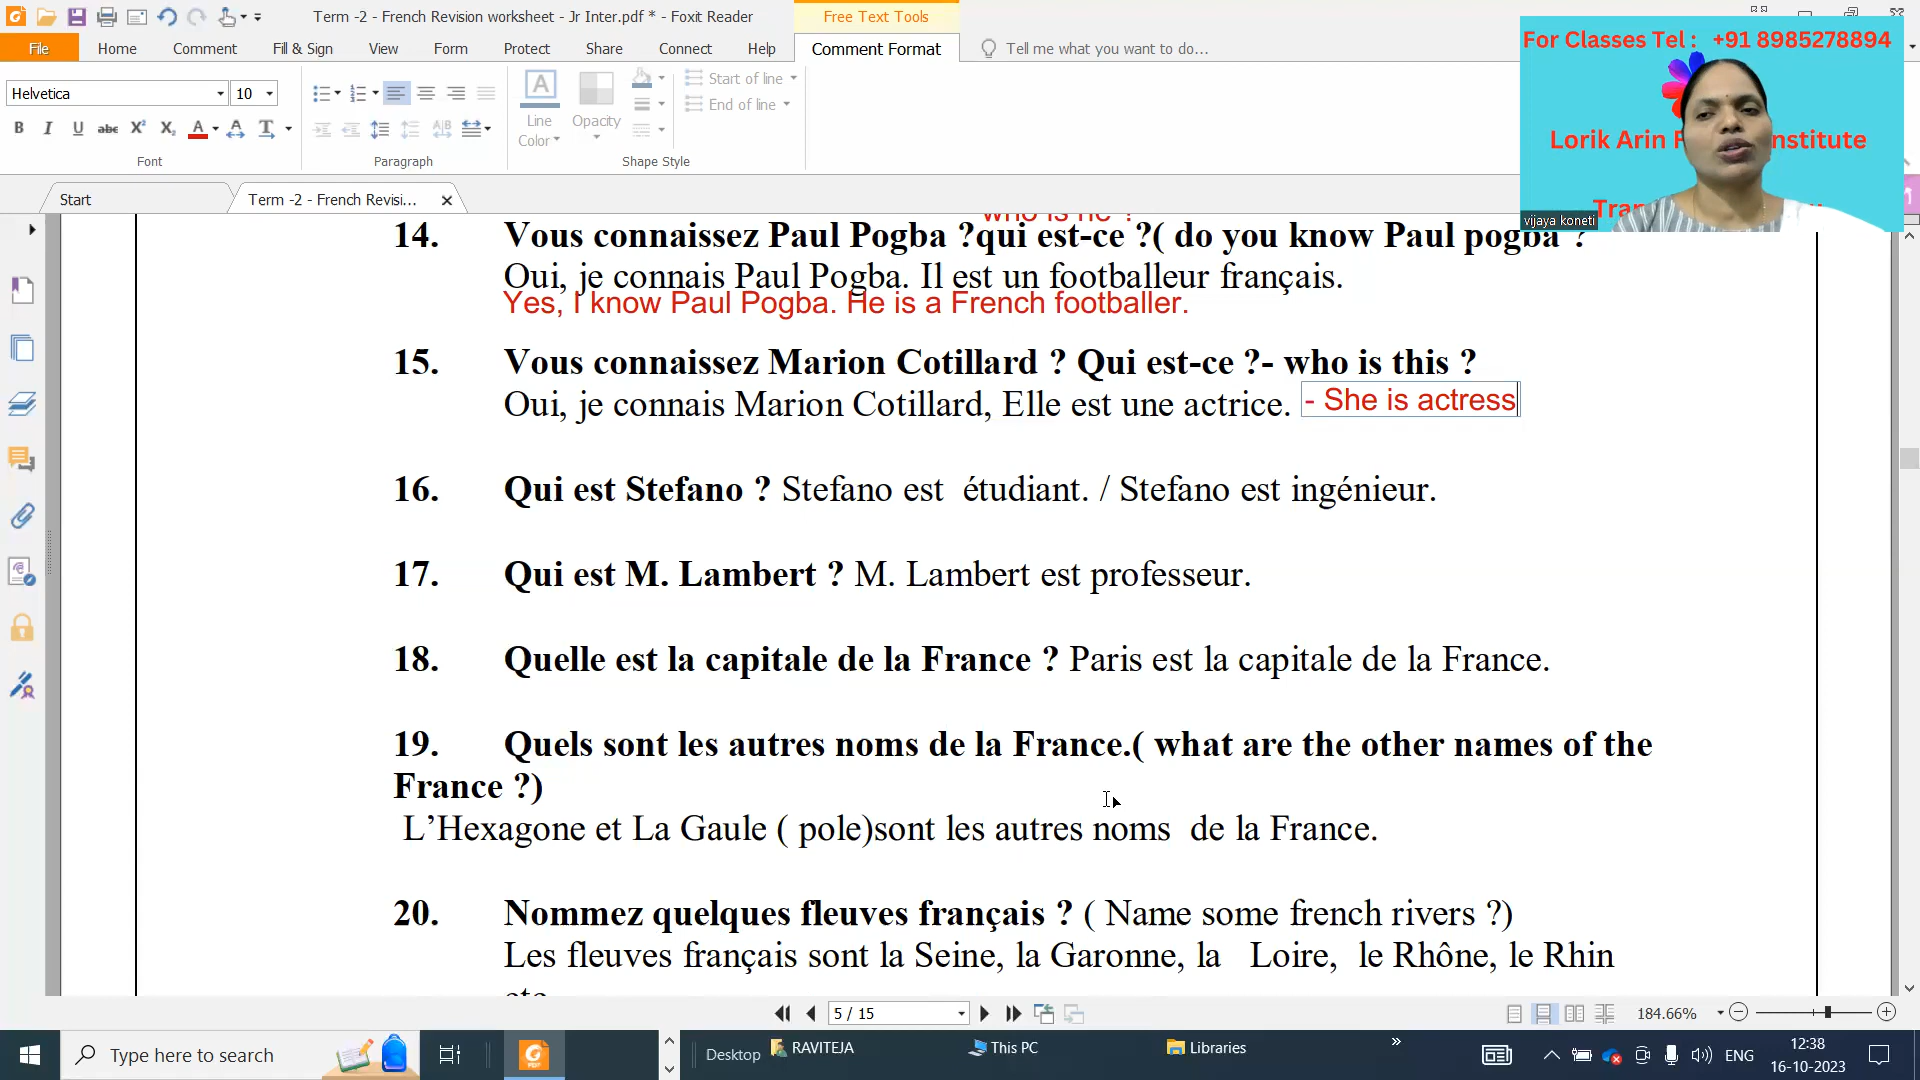 Term -2 - French Revision worksheet - Jr Inter.pdf * - Foxit Reader
Free Text Tools
File Home Comment Fill & Sign View Form Protect Share Connect Help Comment Format Tell me what you want to do...
For Classes Tel : +91 8985278894
Helvetica 10
Start of line
End of line
Line Color
Opacity
B I U abc X² X₂ A
Font Paragraph Shape Style
Lorik Arin F nstitute
Tran
vijaya koneti
Start Term -2 - French Revisi...
who is he ?
14. Vous connaissez Paul Pogba ?qui est-ce ?( do you know Paul pogba ?
Oui, je connais Paul Pogba. Il est un footballeur français.
Yes, I know Paul Pogba. He is a French footballer.
15. Vous connaissez Marion Cotillard ? Qui est-ce ?- who is this ?
Oui, je connais Marion Cotillard, Elle est une actrice. - She is actress
16. Qui est Stefano ? Stefano est étudiant. / Stefano est ingénieur.
17. Qui est M. Lambert ? M. Lambert est professeur.
18. Quelle est la capitale de la France ? Paris est la capitale de la France.
19. Quels sont les autres noms de la France.( what are the other names of the
France ?)
L’Hexagone et La Gaule ( pole)sont les autres noms de la France.
20. Nommez quelques fleuves français ? ( Name some french rivers ?)
Les fleuves français sont la Seine, la Garonne, la Loire, le Rhône, le Rhin
etc
5 / 15
184.66%
Type here to search
Desktop RAVITEJA This PC Libraries
ENG
12:38
16-10-2023